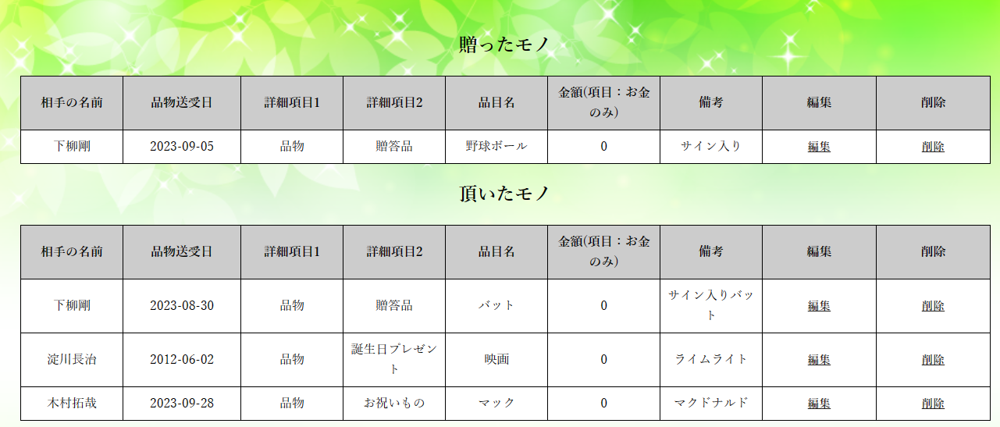 贈ったモノ
相手の名前 品物送受日 詳細項目1 詳細項目2 品目名 金額(項目：お金のみ) 備考 編集 削除
下柳剛 2023-09-05 品物 贈答品 野球ボール 0 サイン入り 編集 削除
頂いたモノ
相手の名前 品物送受日 詳細項目1 詳細項目2 品目名 金額(項目：お金のみ) 備考 編集 削除
下柳剛 2023-08-30 品物 贈答品 バット 0 サイン入りバット 編集 削除
淀川長治 2012-06-02 品物 誕生日プレゼント 映画 0 ライムライト 編集 削除
木村拓哉 2023-09-28 品物 お祝いもの マック 0 マクドナルド 編集 削除